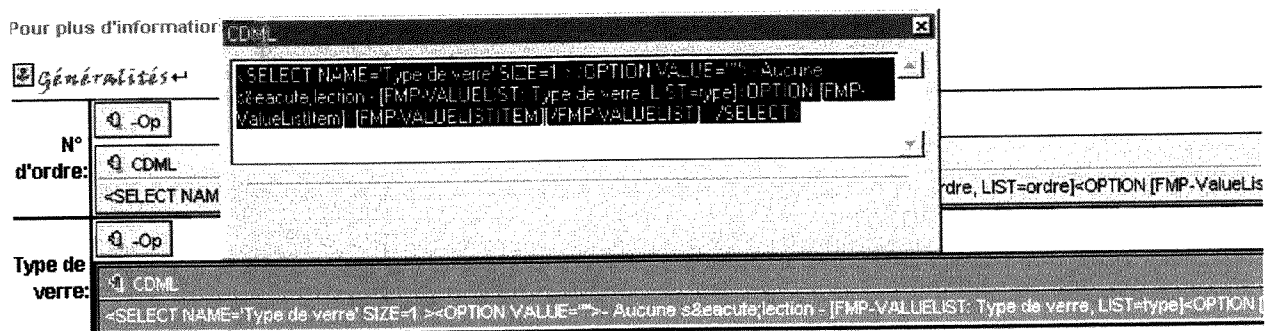 Pour plus d'information
CDML
<SELECT NAME='Type de verre' SIZE=1 ><OPTION VALUE="">- Aucune
s&eacute;lection - [FMP-VALUELIST: Type de verre, LIST=type]<OPTION [FMP-
ValueListItem] [FMP-VALUELISTITEM][/FMP-VALUELIST] </SELECT>
Généralités↵
-Op
N°
d'ordre:
CDML
<SELECT NAM
rdre, LIST=ordre]<OPTION [FMP-ValueLis
-Op
Type de
verre:
CDML
<SELECT NAME='Type de verre' SIZE=1 ><OPTION VALUE="">- Aucune s&eacute;lection - [FMP-VALUELIST: Type de verre, LIST=type]<OPTION [